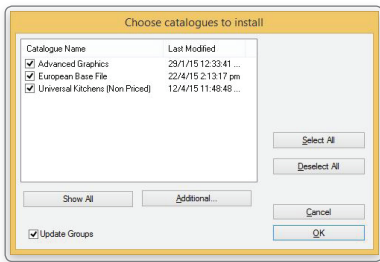 Choose catalogues to install
Catalogue Name Last Modified
Advanced Graphics 29/1/15 12:33:41 ...
European Base File 22/4/15 2:13:17 pm
Universal Kitchens (Non Priced) 12/4/15 11:48:48 ...
Select All
Deselect All
Show All Additional...
Cancel
Update Groups OK